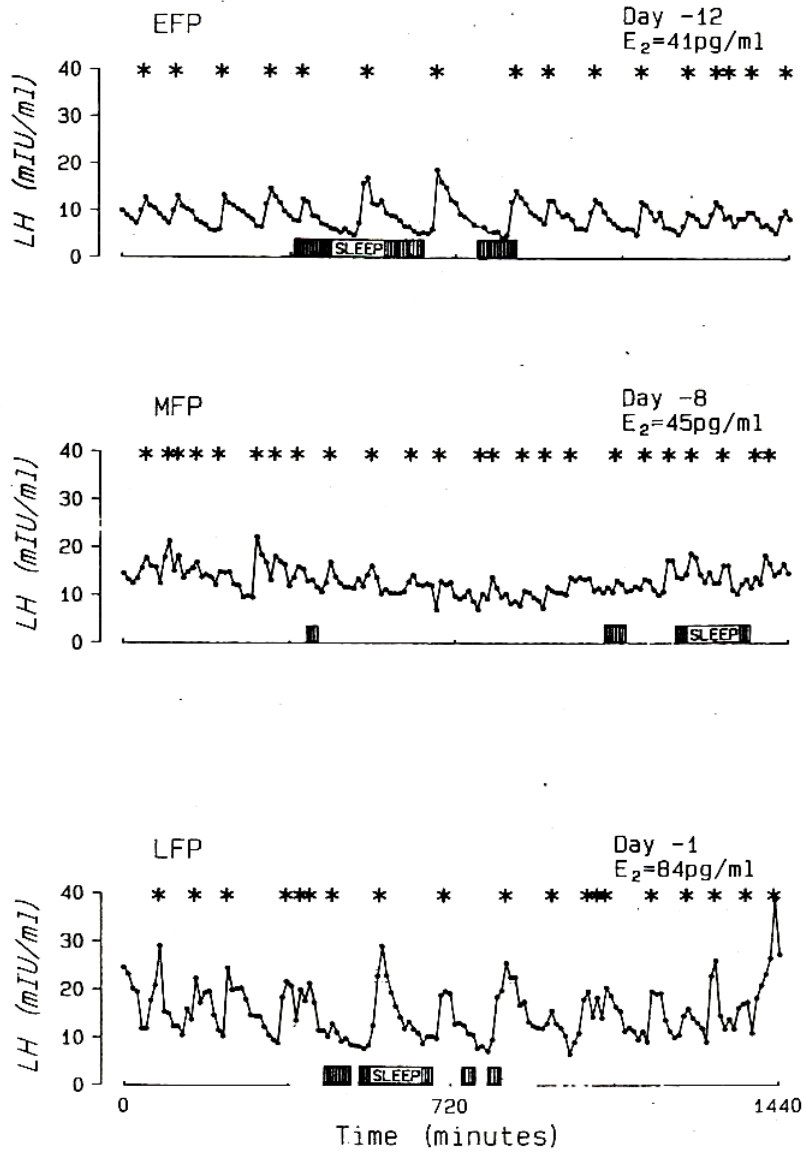 EFP
Day -12
E₂=41pg/ml
* * * * * * * * * * * * * * * *
40
30
20
10
0
LH (mIU/ml)
SLEEP
MFP
Day -8
E₂=45pg/ml
* * * * * * * * * * * * * * * * * * * * * * * *
40
30
20
10
0
LH (mIU/ml)
SLEEP
LFP
Day -1
E₂=84pg/ml
* * * * * * * * * * * * * * * * * * *
40
30
20
10
0
LH (mIU/ml)
SLEEP
0 720 1440
Time (minutes)